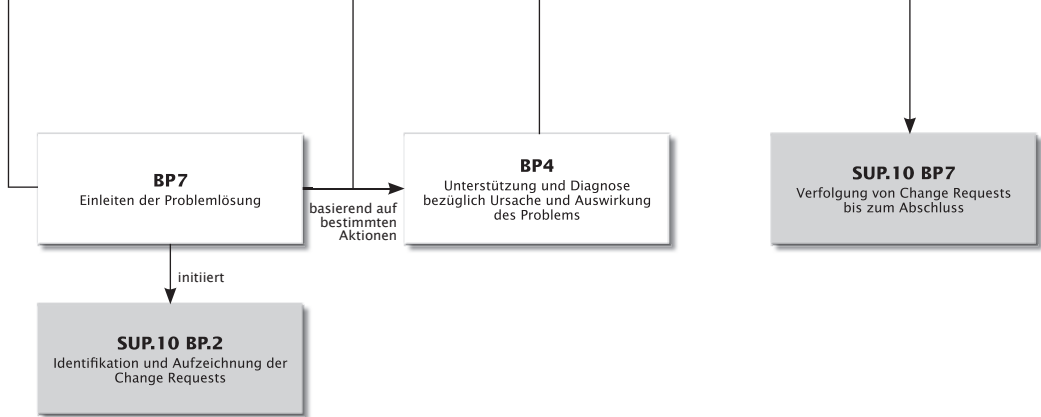 BP7
Einleiten der Problemlösung
basierend auf
bestimmten
Aktionen
BP4
Unterstützung und Diagnose
bezüglich Ursache und Auswirkung
des Problems
SUP.10 BP7
Verfolgung von Change Requests
bis zum Abschluss
initiiert
SUP.10 BP.2
Identifikation und Aufzeichnung der
Change Requests